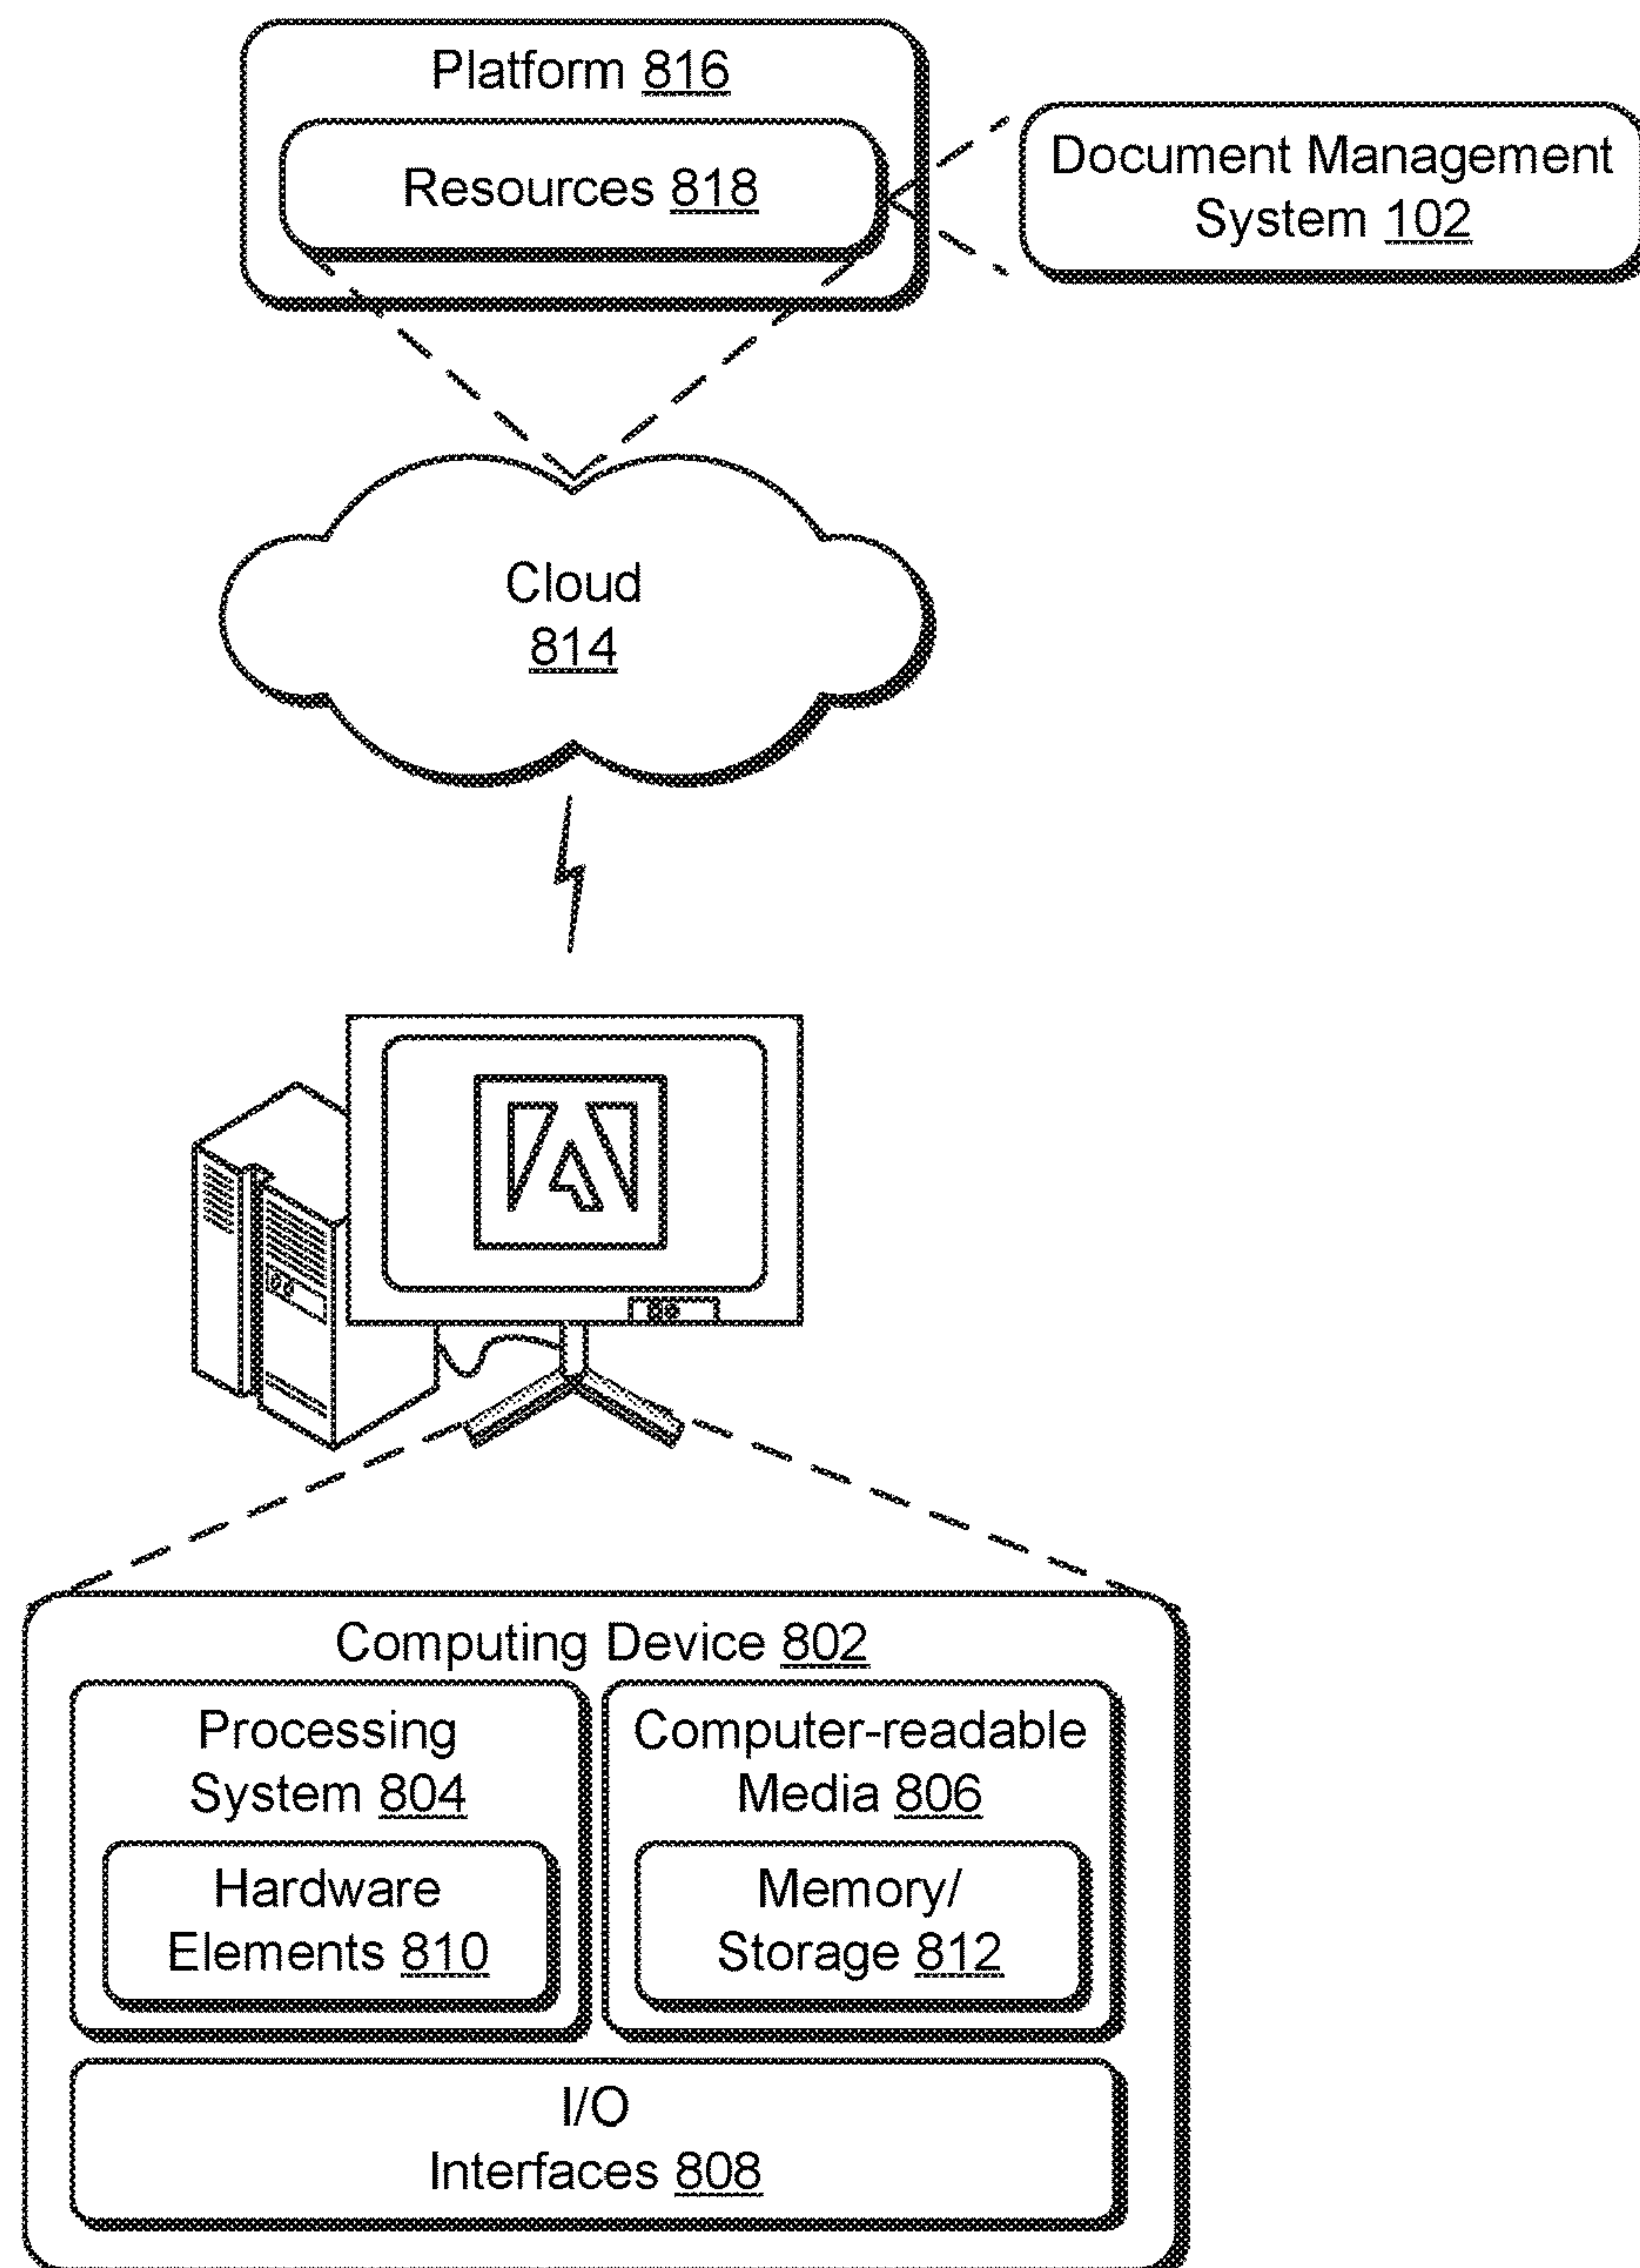 Platform 816
Resources 818
Document Management
System 102
Cloud
814
Computing Device 802
Processing
System 804
Hardware
Elements 810
Computer-readable
Media 806
Memory/
Storage 812
I/O
Interfaces 808